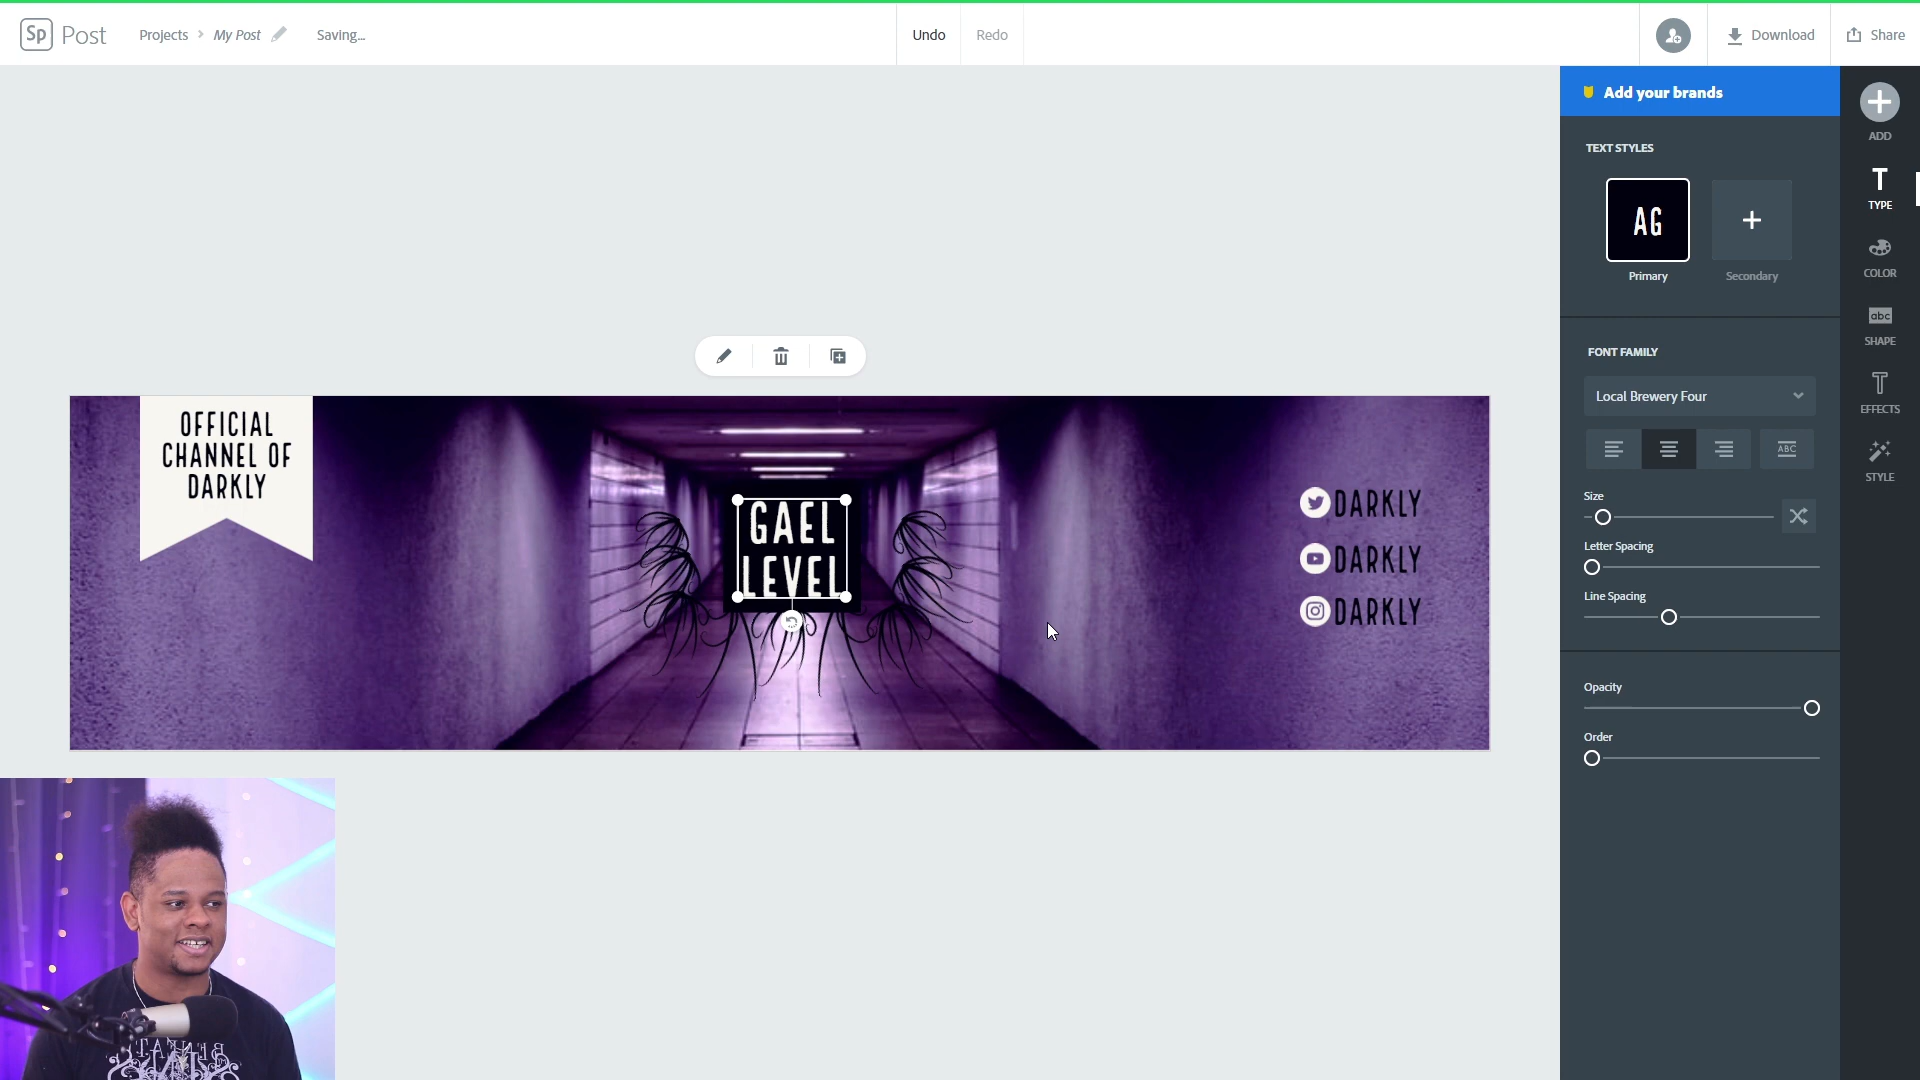 Sp Post
Projects > My Post
Saving...
Undo
Redo
Download
Share
Add your brands
TEXT STYLES
AG
Primary
Secondary
FONT FAMILY
Local Brewery Four
ABC
Size
Letter Spacing
Line Spacing
Opacity
Order
ADD
T
TYPE
COLOR
abc
SHAPE
T
EFFECTS
STYLE
OFFICIAL
CHANNEL OF
DARKLY
GAEL
LEVEL
DARKLY
DARKLY
DARKLY